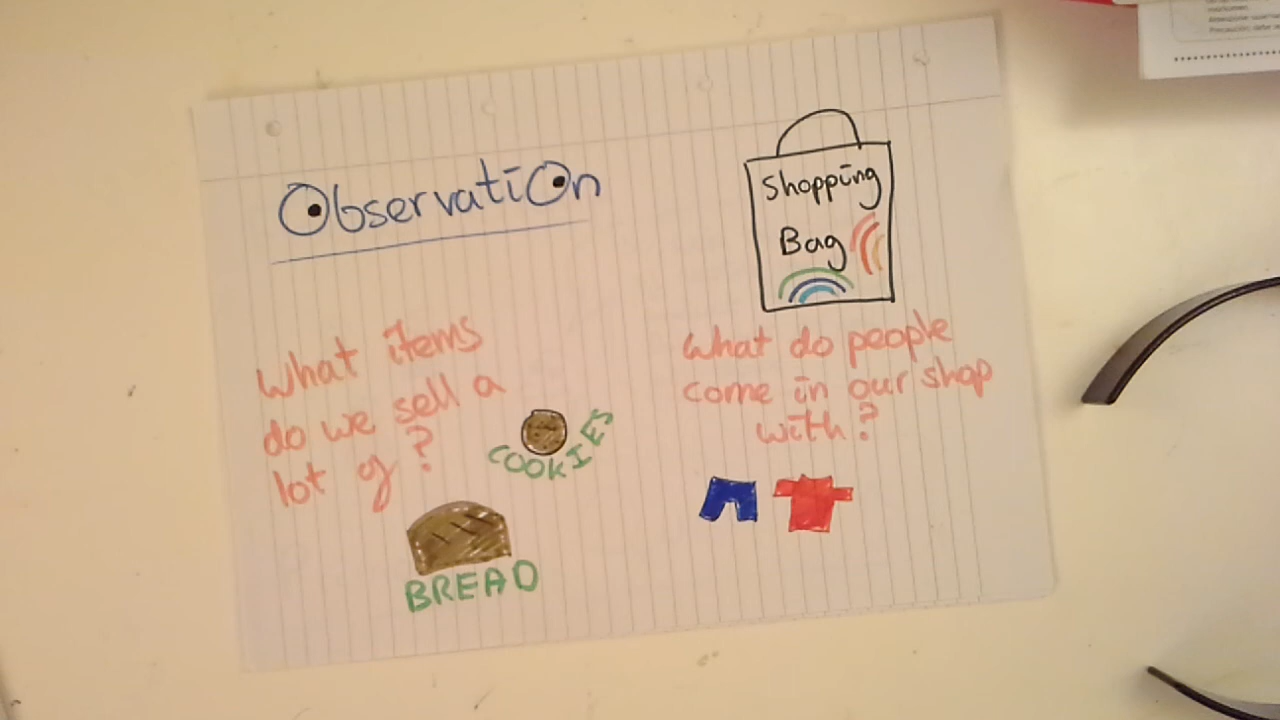 Observation
Shopping
Bag
What items
do we sell a
lot of?
COOKIES
BREAD
What do people
come in our shop
with?